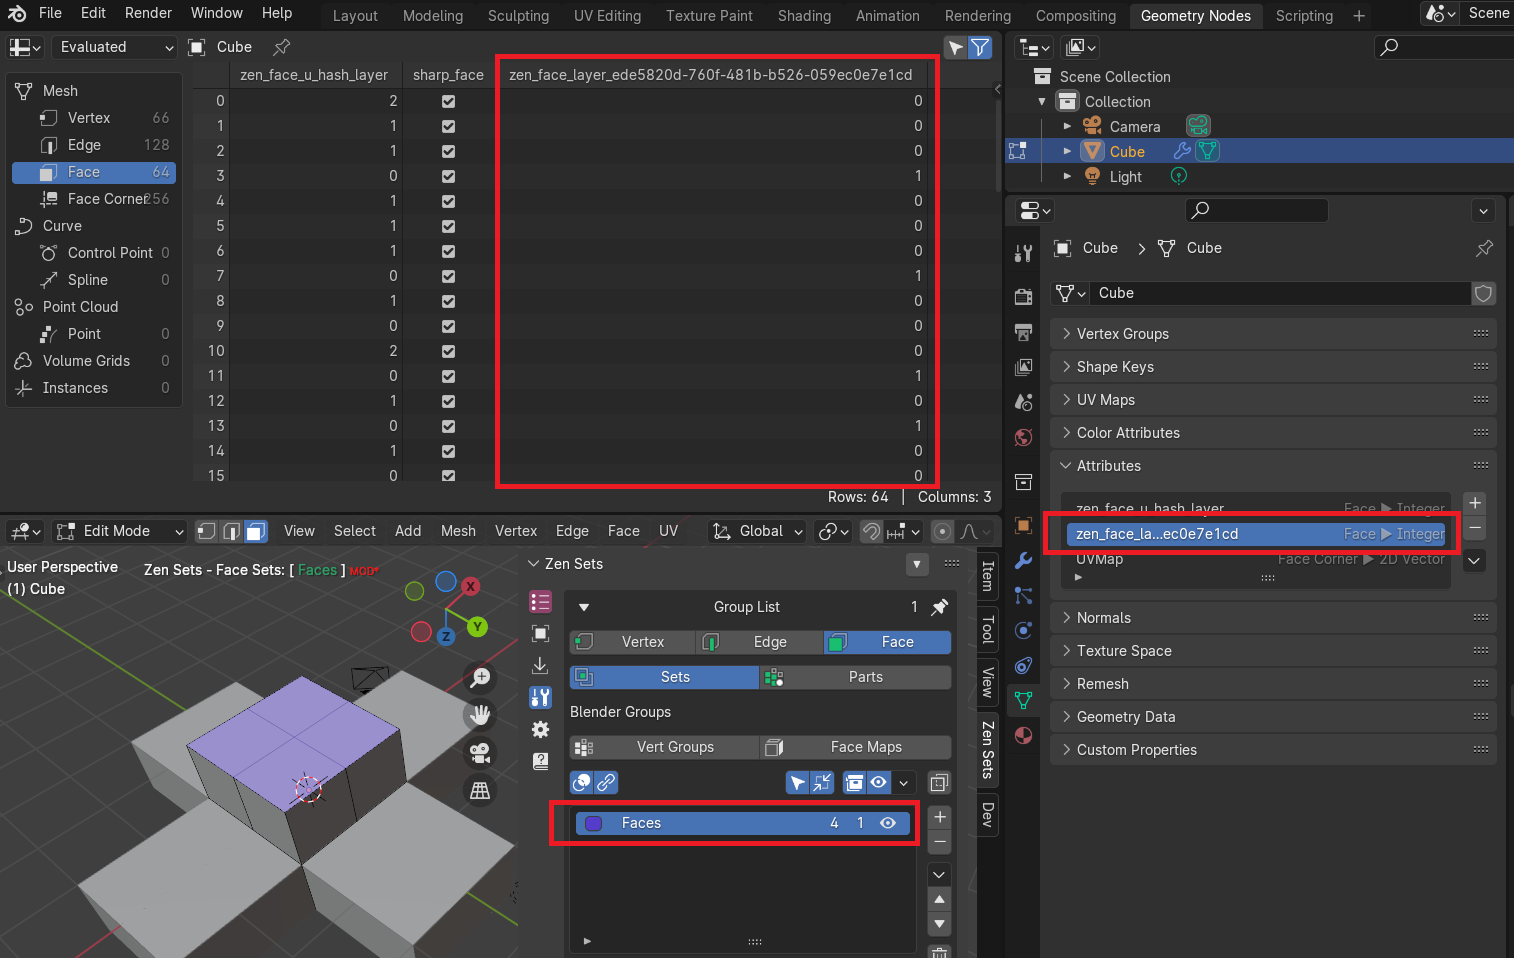 File Edit Render Window Help Layout Modeling Sculpting UV Editing Texture Paint Shading Animation Rendering Compositing Geometry Nodes Scripting + Scene
Evaluated Cube
zen_face_u_hash_layer sharp_face zen_face_layer_ede5820d-760f-481b-b526-059ec0e7e1cd
0 2 0
1 1 0
2 1 0
3 0 1
4 1 0
5 1 0
6 1 0
7 0 1
8 1 0
9 0 0
10 2 0
11 0 1
12 1 0
13 0 1
14 1 0
15 0 0
Rows: 64 | Columns: 3
Mesh
Vertex 66
Edge 128
Face 64
Face Corner 256
Curve
Control Point 0
Spline 0
Point Cloud
Point 0
Volume Grids 0
Instances 0
Scene Collection
Collection
Camera
Cube
Light
Cube > Cube
Cube
Vertex Groups
Shape Keys
UV Maps
Color Attributes
Attributes
zen_face_u_hash_layer Face ▶ Integer
zen_face_la...ec0e7e1cd Face ▶ Integer
UVMap Face Corner ▶ 2D Vector
Normals
Texture Space
Remesh
Geometry Data
Custom Properties
Edit Mode View Select Add Mesh Vertex Edge Face UV Global
User Perspective
(1) Cube
Zen Sets - Face Sets: [ Faces ] MOD*
X
Y
Z
Zen Sets
Group List 1
Vertex Edge Face
Sets Parts
Blender Groups
Vert Groups Face Maps
Faces 4 1
Item
Tool
View
Zen Sets
Dev